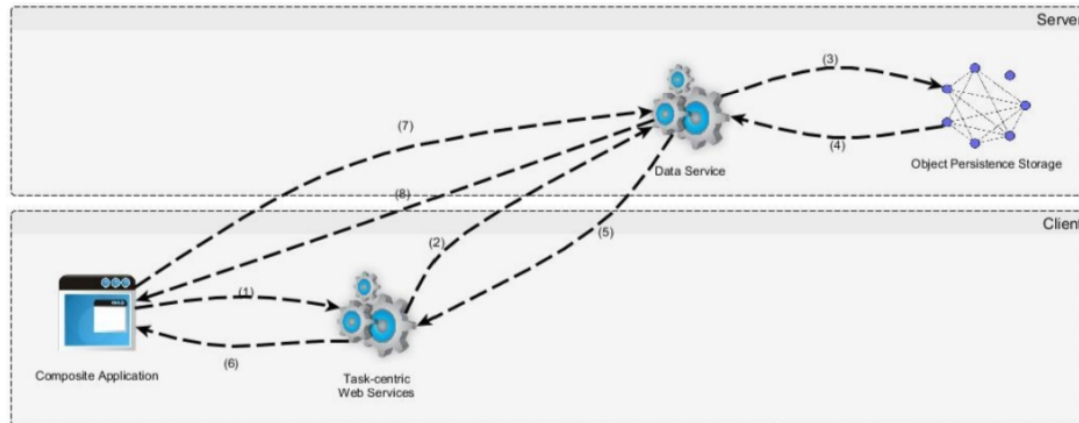 Server
(3)
(7)
(4)
Data Service
Object Persistence Storage
(8)
Client
(5)
(2)
(1)
(6)
Composite Application
Task-centric
Web Services